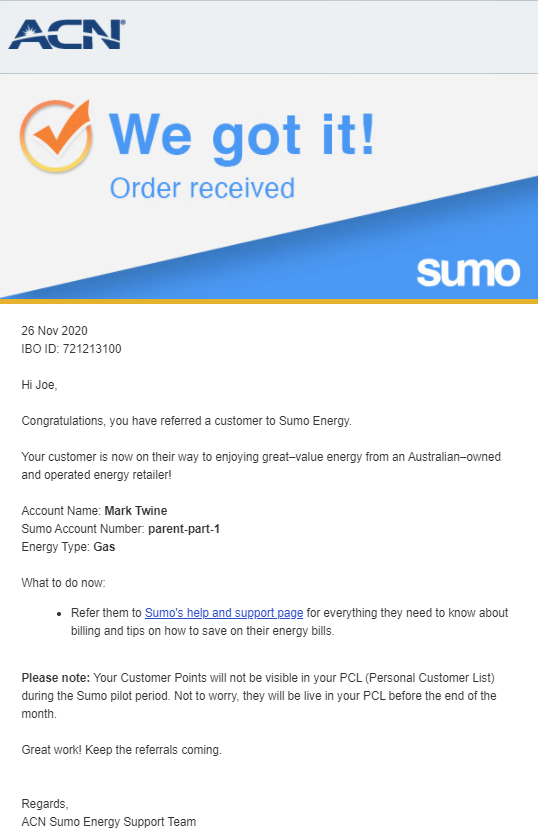 ACN®
We got it!
Order received
sumo
26 Nov 2020
IBO ID: 721213100
Hi Joe,
Congratulations, you have referred a customer to Sumo Energy.
Your customer is now on their way to enjoying great–value energy from an Australian–owned
and operated energy retailer!
Account Name: Mark Twine
Sumo Account Number: parent-part-1
Energy Type: Gas
What to do now:
• Refer them to Sumo's help and support page for everything they need to know about
billing and tips on how to save on their energy bills.
Please note: Your Customer Points will not be visible in your PCL (Personal Customer List)
during the Sumo pilot period. Not to worry, they will be live in your PCL before the end of the
month.
Great work! Keep the referrals coming.
Regards,
ACN Sumo Energy Support Team